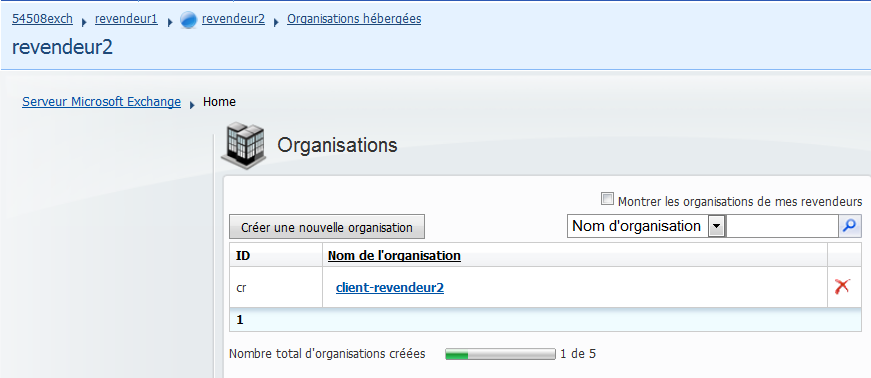 54508exch revendeur1 revendeur2 Organisations hébergées
revendeur2
Serveur Microsoft Exchange Home
Organisations
Montrer les organisations de mes revendeurs
Créer une nouvelle organisation Nom d'organisation
ID Nom de l'organisation
cr client-revendeur2
1
Nombre total d'organisations créées 1 de 5